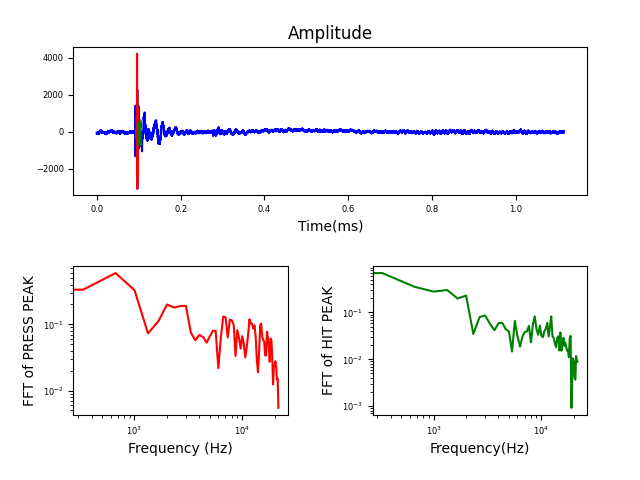 Amplitude
4000
2000
0
−2000
0.0 0.2 0.4 0.6 0.8 1.0
Time(ms)
FFT of PRESS PEAK
10⁻¹
10⁻²
10³ 10⁴
Frequency (Hz)
FFT of HIT PEAK
10⁻¹
10⁻²
10⁻³
10³ 10⁴
Frequency(Hz)